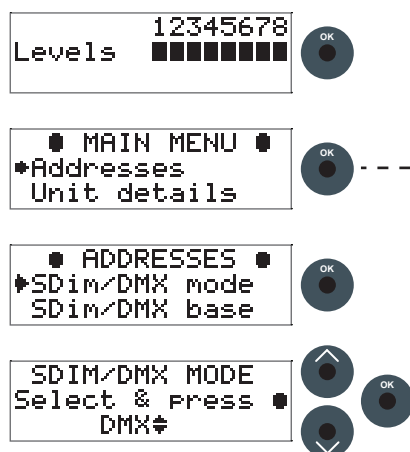 12345678
Levels
OK
MAIN MENU
Addresses
Unit details
OK
ADDRESSES
SDim/DMX mode
SDim/DMX base
OK
SDIM/DMX MODE
Select & press
DMX
OK